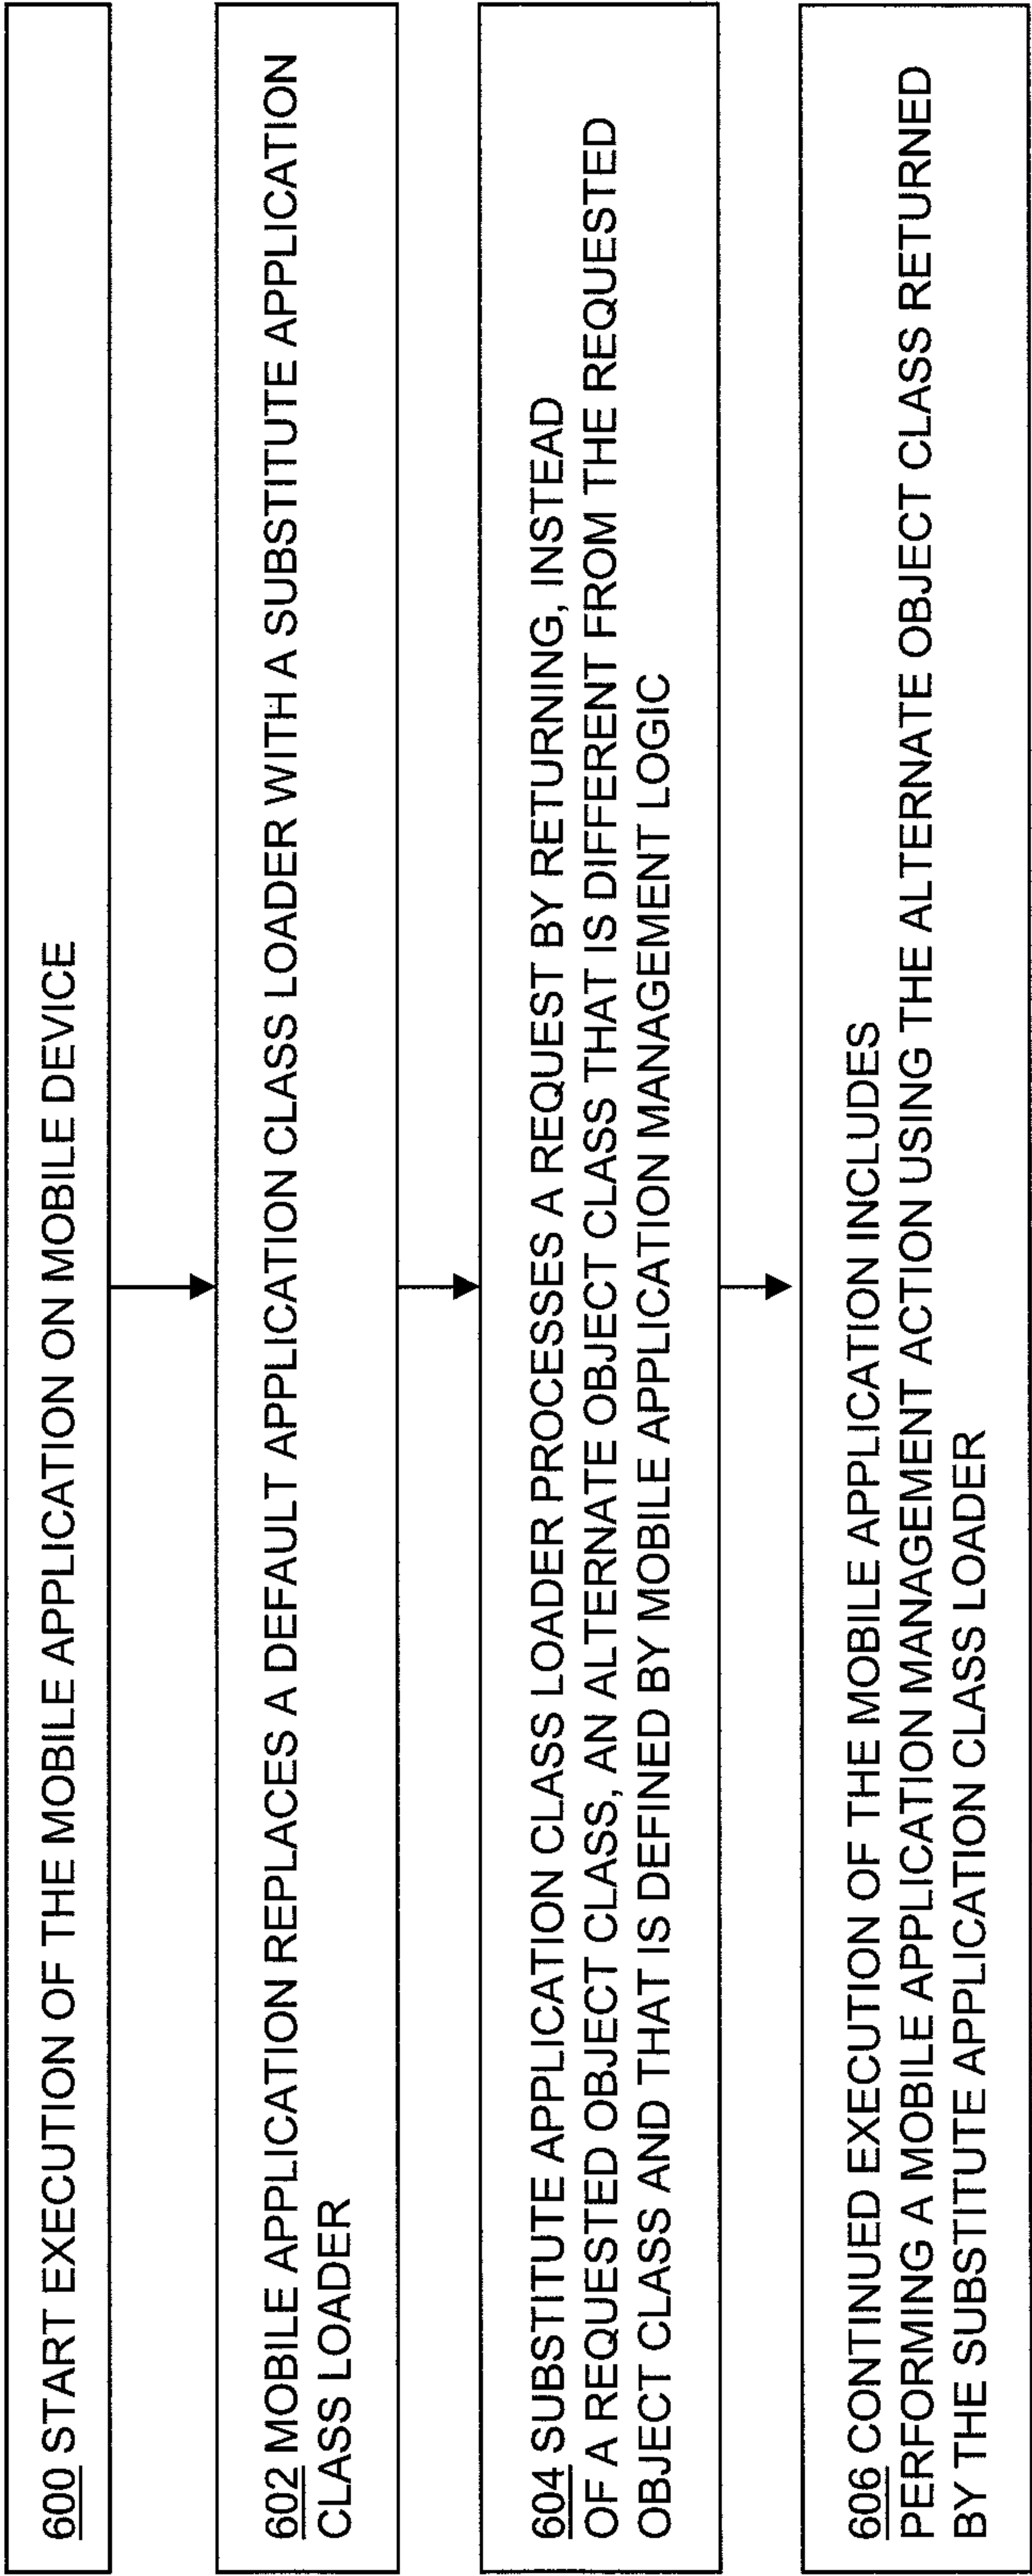 600 START EXECUTION OF THE MOBILE APPLICATION ON MOBILE DEVICE
602 MOBILE APPLICATION REPLACES A DEFAULT APPLICATION CLASS LOADER WITH A SUBSTITUTE APPLICATION
CLASS LOADER
604 SUBSTITUTE APPLICATION CLASS LOADER PROCESSES A REQUEST BY RETURNING, INSTEAD
OF A REQUESTED OBJECT CLASS, AN ALTERNATE OBJECT CLASS THAT IS DIFFERENT FROM THE REQUESTED
OBJECT CLASS AND THAT IS DEFINED BY MOBILE APPLICATION MANAGEMENT LOGIC
606 CONTINUED EXECUTION OF THE MOBILE APPLICATION INCLUDES
PERFORMING A MOBILE APPLICATION MANAGEMENT ACTION USING THE ALTERNATE OBJECT CLASS RETURNED
BY THE SUBSTITUTE APPLICATION CLASS LOADER